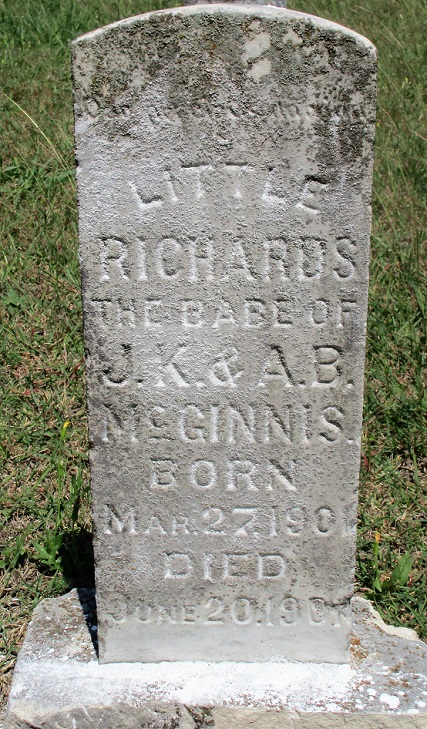 LITTLE
RICHARDS
THE BABE OF
J.K. & A.B.
McGINNIS.
BORN
MAR. 27, 1901
DIED
JUNE 20, 1901